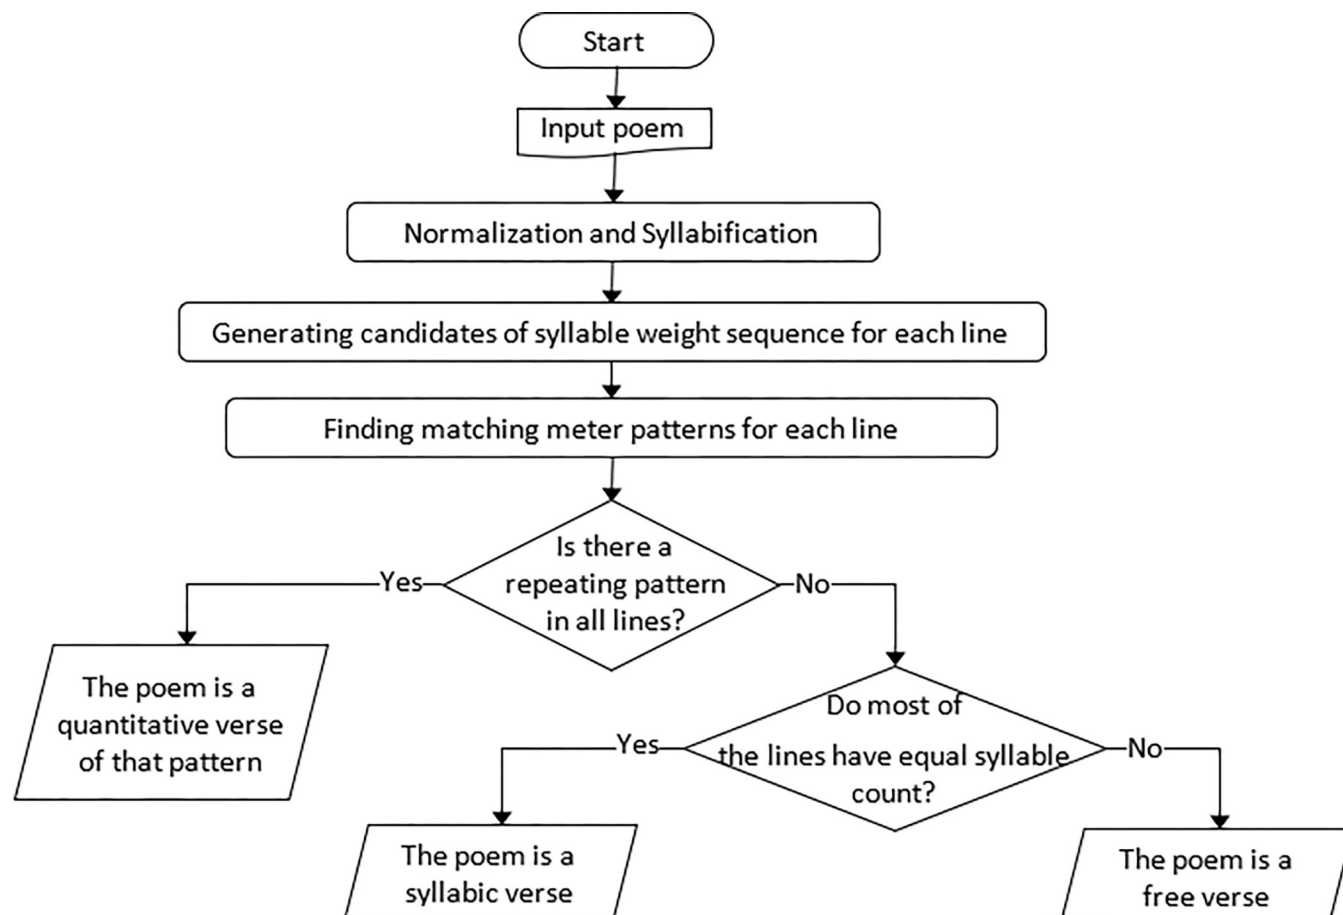 Start
Input poem
Normalization and Syllabification
Generating candidates of syllable weight sequence for each line
Finding matching meter patterns for each line
Is there a
repeating pattern
in all lines?
Yes
No
The poem is a
quantitative verse
of that pattern
Do most of
the lines have equal syllable
count?
Yes
No
The poem is a
syllabic verse
The poem is a
free verse